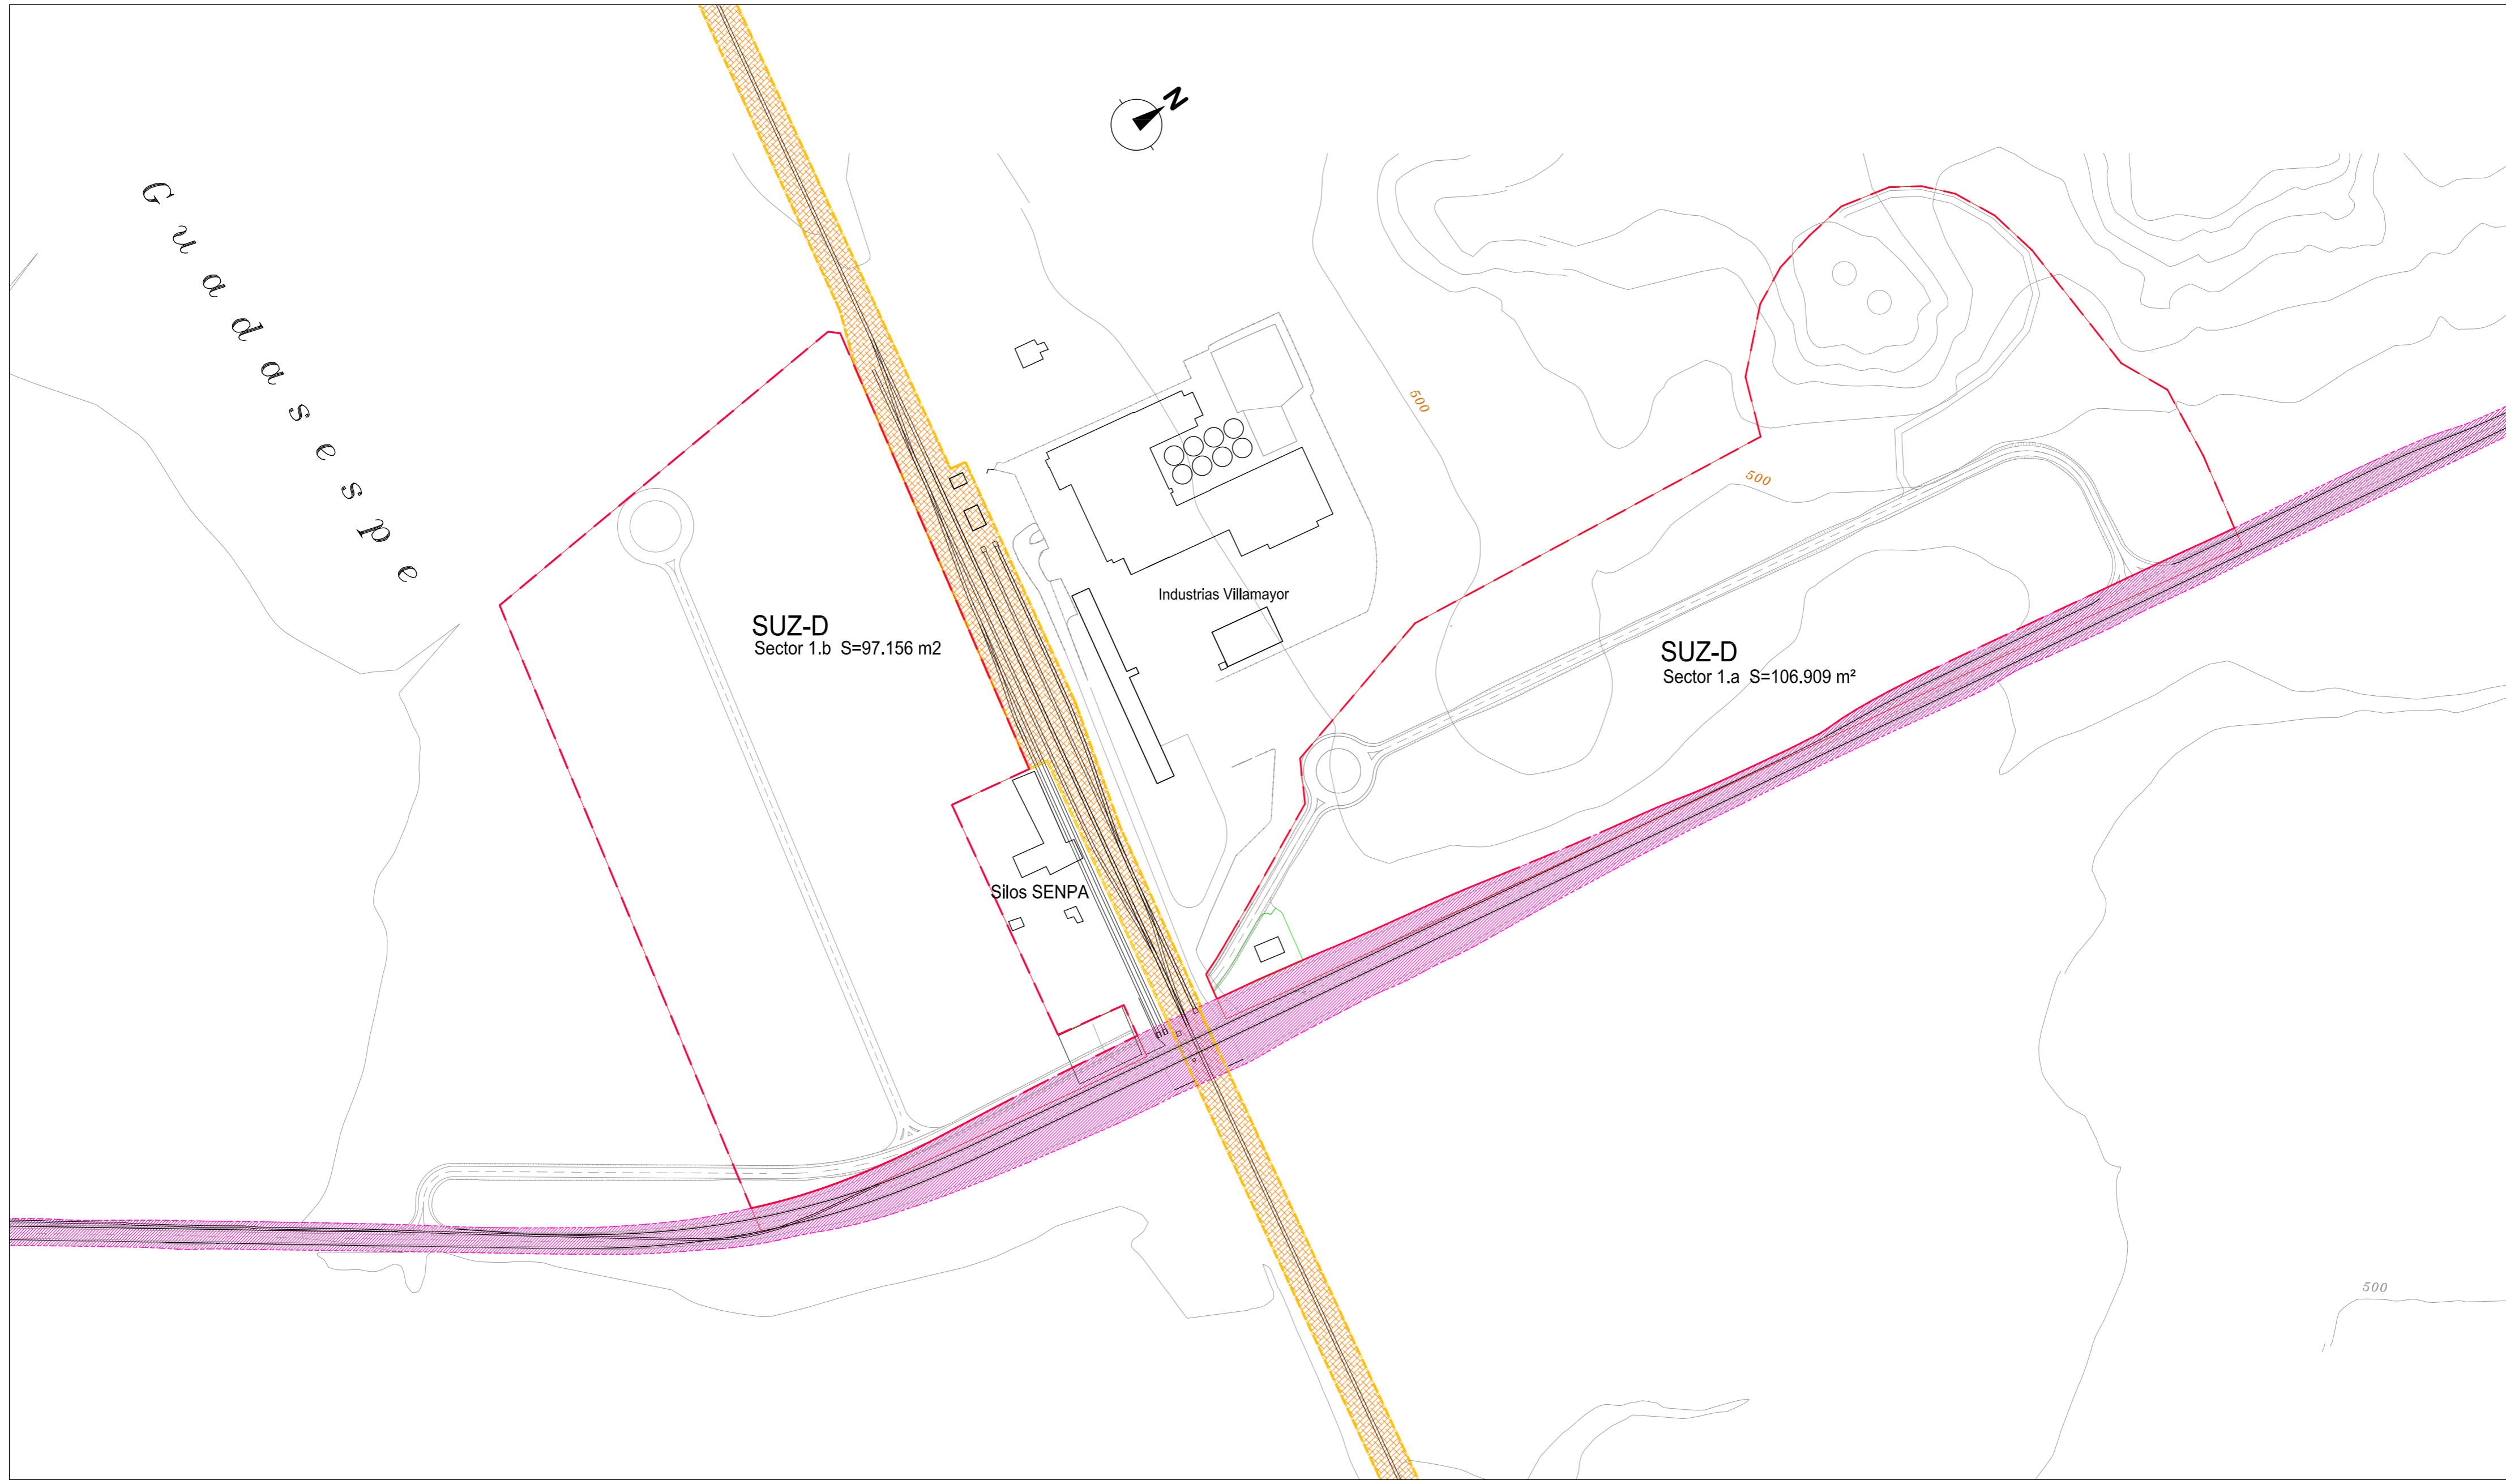 N
Guadasespe
500
500
Industrias Villamayor
SUZ-D
Sector 1.b S=97.156 m2
SUZ-D
Sector 1.a S=106.909 m²
Silos SENPA
500